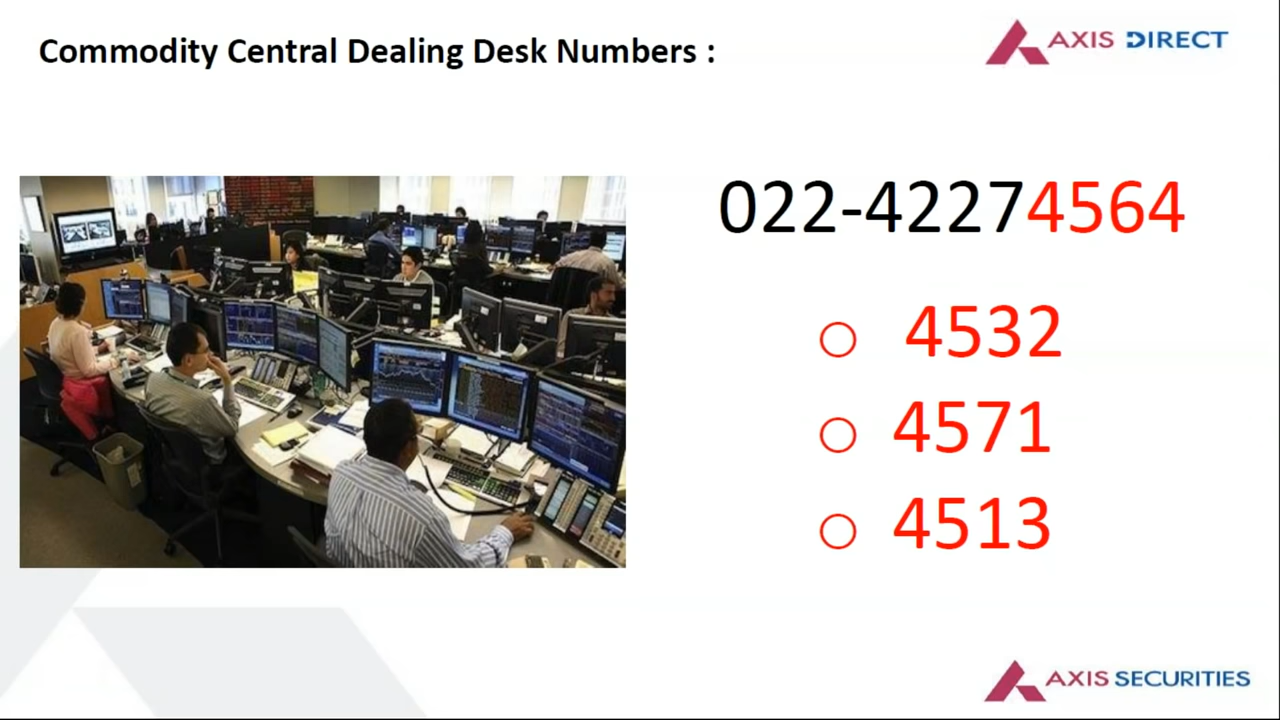 Commodity Central Dealing Desk Numbers :
AXIS DIRECT
022-42274564
4532
4571
4513
AXIS SECURITIES